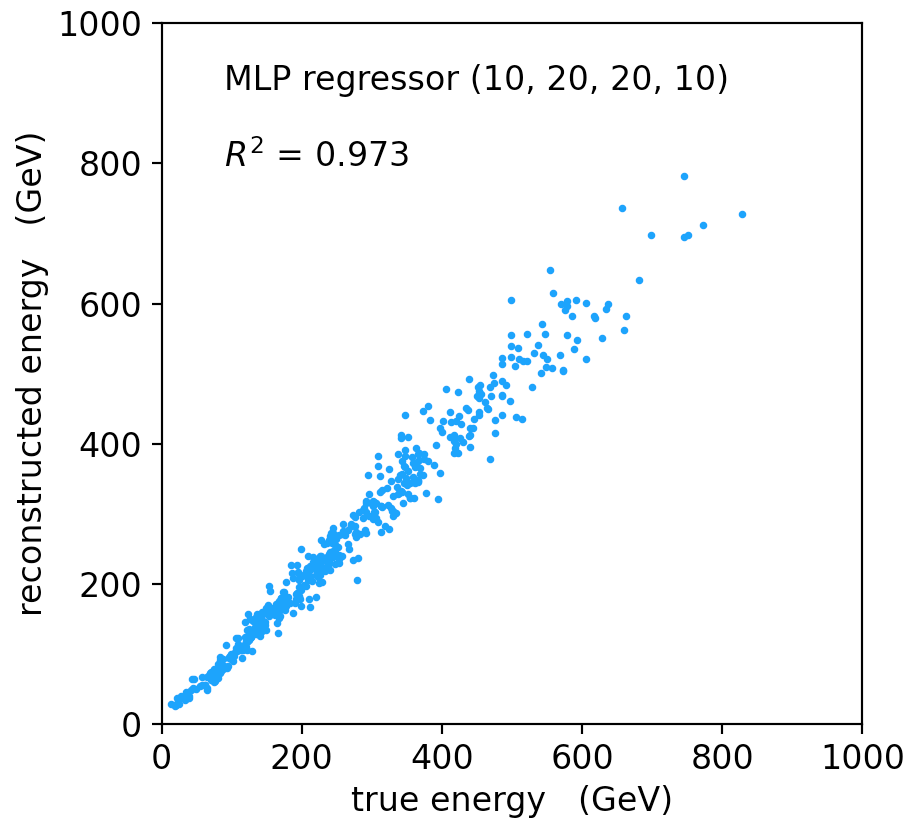 1000
MLP regressor (10, 20, 20, 10)
R² = 0.973
800
600
400
200
0
reconstructed energy (GeV)
0 200 400 600 800 1000
true energy (GeV)